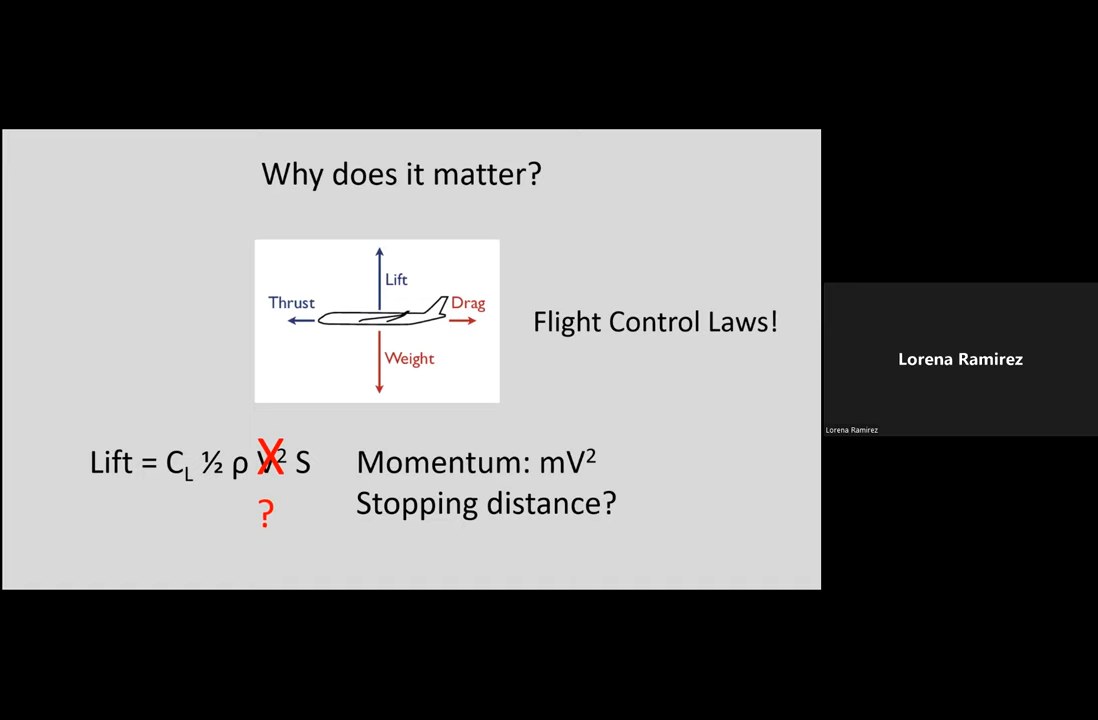 Why does it matter?
Lift
Thrust
Drag
Weight
Flight Control Laws!
Lift = CL ½ ρ V² S
X
?
Momentum: mV²
Stopping distance?
Lorena Ramirez
Lorena Ramirez